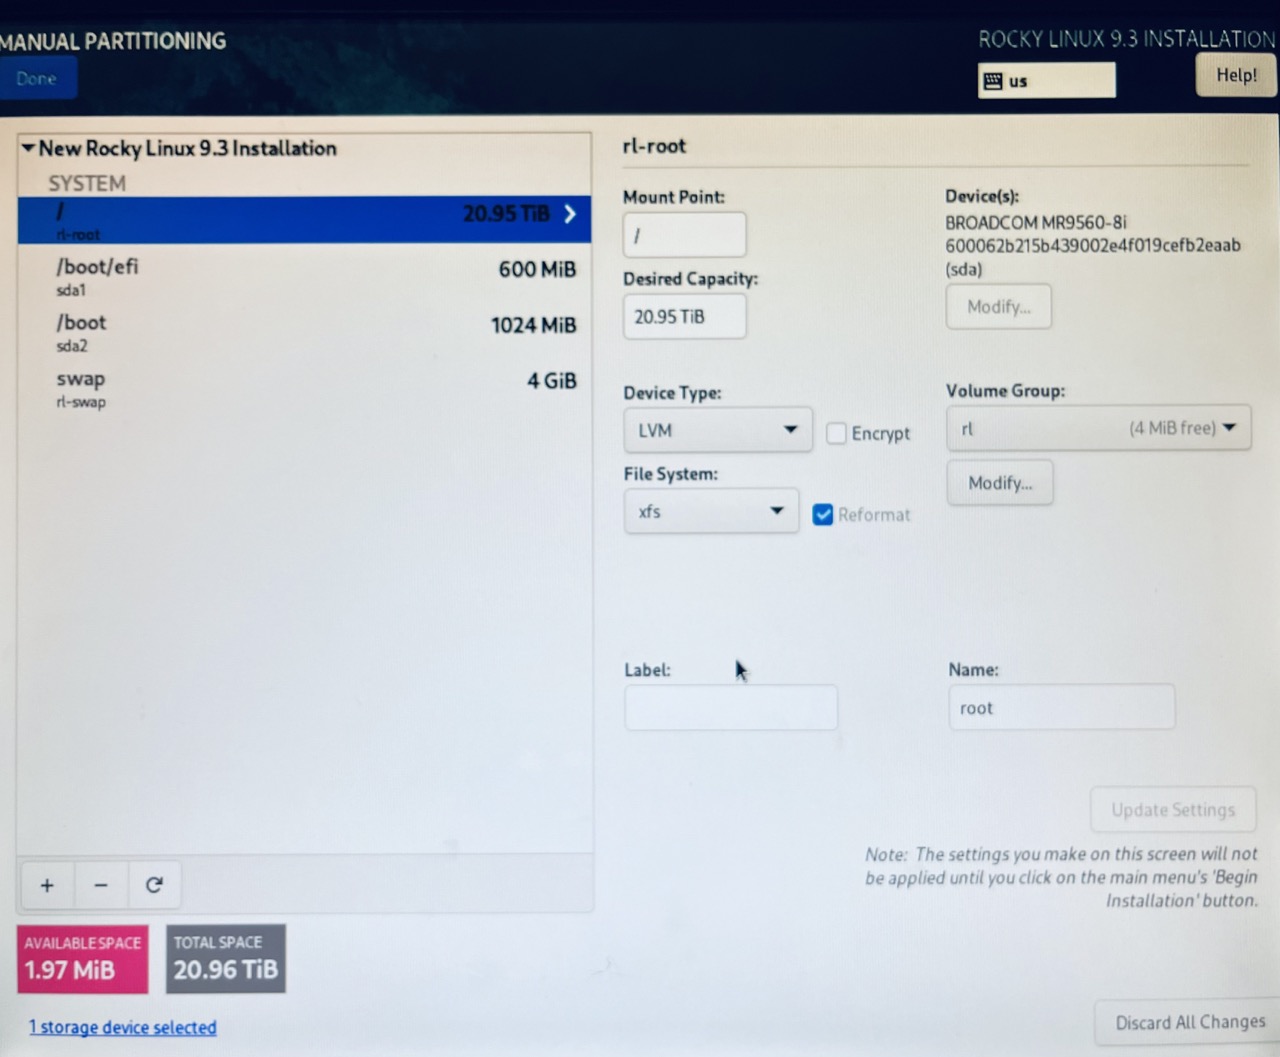 MANUAL PARTITIONING
ROCKY LINUX 9.3 INSTALLATION
Done
us
Help!
New Rocky Linux 9.3 Installation
SYSTEM
/
20.95 TiB
rl-root
/boot/efi
600 MiB
sda1
/boot
1024 MiB
sda2
swap
4 GiB
rl-swap
+
−
AVAILABLE SPACE
1.97 MiB
TOTAL SPACE
20.96 TiB
1 storage device selected
rl-root
Mount Point:
/
Desired Capacity:
20.95 TiB
Device(s):
BROADCOM MR9560-8i
600062b215b439002e4f019cefb2eaab
(sda)
Modify...
Device Type:
LVM
Encrypt
File System:
xfs
Reformat
Volume Group:
rl
(4 MiB free)
Modify...
Label:
Name:
root
Update Settings
Note: The settings you make on this screen will not
be applied until you click on the main menu's 'Begin
Installation' button.
Discard All Changes